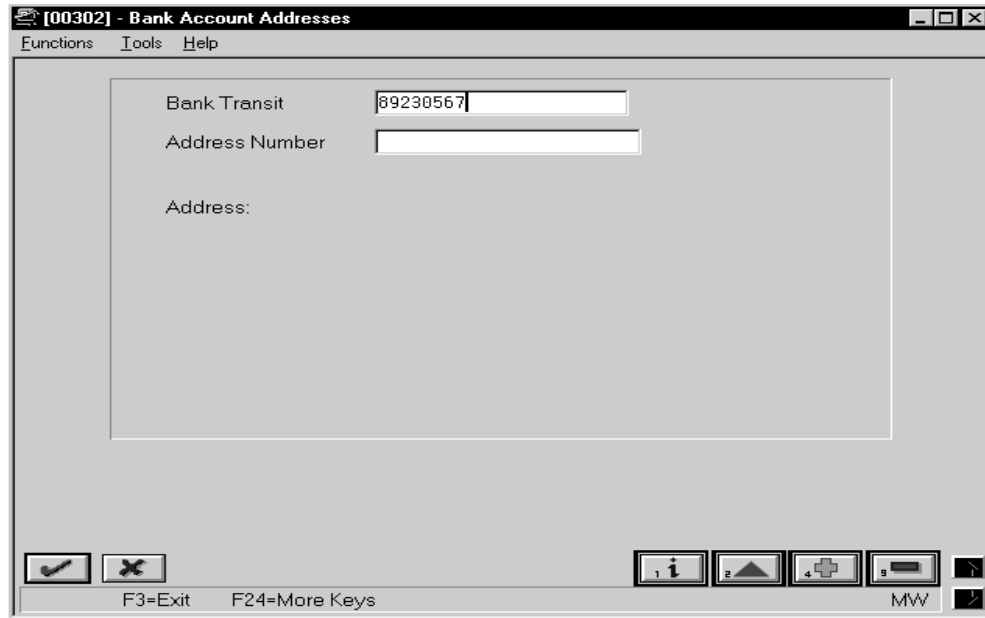 [00302] - Bank Account Addresses
Functions Tools Help
Bank Transit 89230567
Address Number
Address:
1 i 2 4 9
F3=Exit F24=More Keys MW